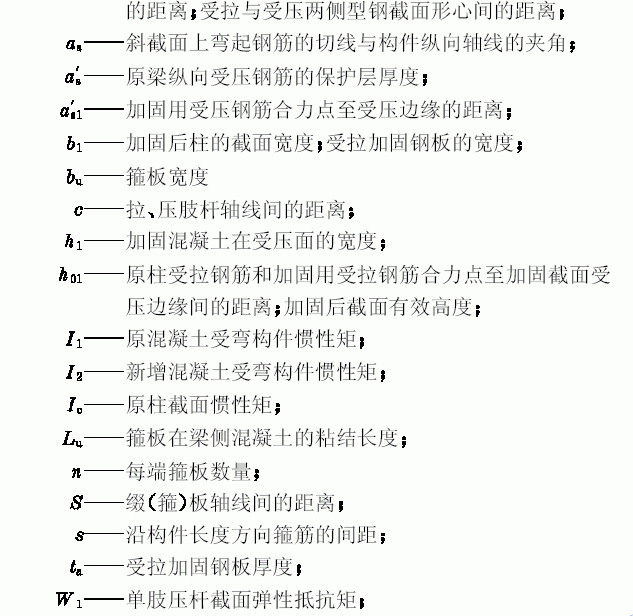 的距离;受拉与受压两侧型钢截面形心间的距离;
aₛ——斜截面上弯起钢筋的切线与构件纵向轴线的夹角;
a′ₛ——原梁纵向受压钢筋的保护层厚度;
a′ₛ₁——加固用受压钢筋合力点至受压边缘的距离;
b₁——加固后柱的截面宽度;受拉加固钢板的宽度;
bᵤ——箍板宽度
c——拉、压肢杆轴线间的距离;
h₁——加固混凝土在受压面的宽度;
h₀₁——原柱受拉钢筋和加固用受拉钢筋合力点至加固截面受
压边缘间的距离;加固后截面有效高度;
I₁——原混凝土受弯构件惯性矩;
I₂——新增混凝土受弯构件惯性矩;
I_c——原柱截面惯性矩;
Lᵤ——箍板在梁侧混凝土的粘结长度;
n——每端箍板数量;
S——缀(箍)板轴线间的距离;
s——沿构件长度方向箍筋的间距;
tₐ——受拉加固钢板厚度;
W₁——单肢压杆截面弹性抵抗矩;